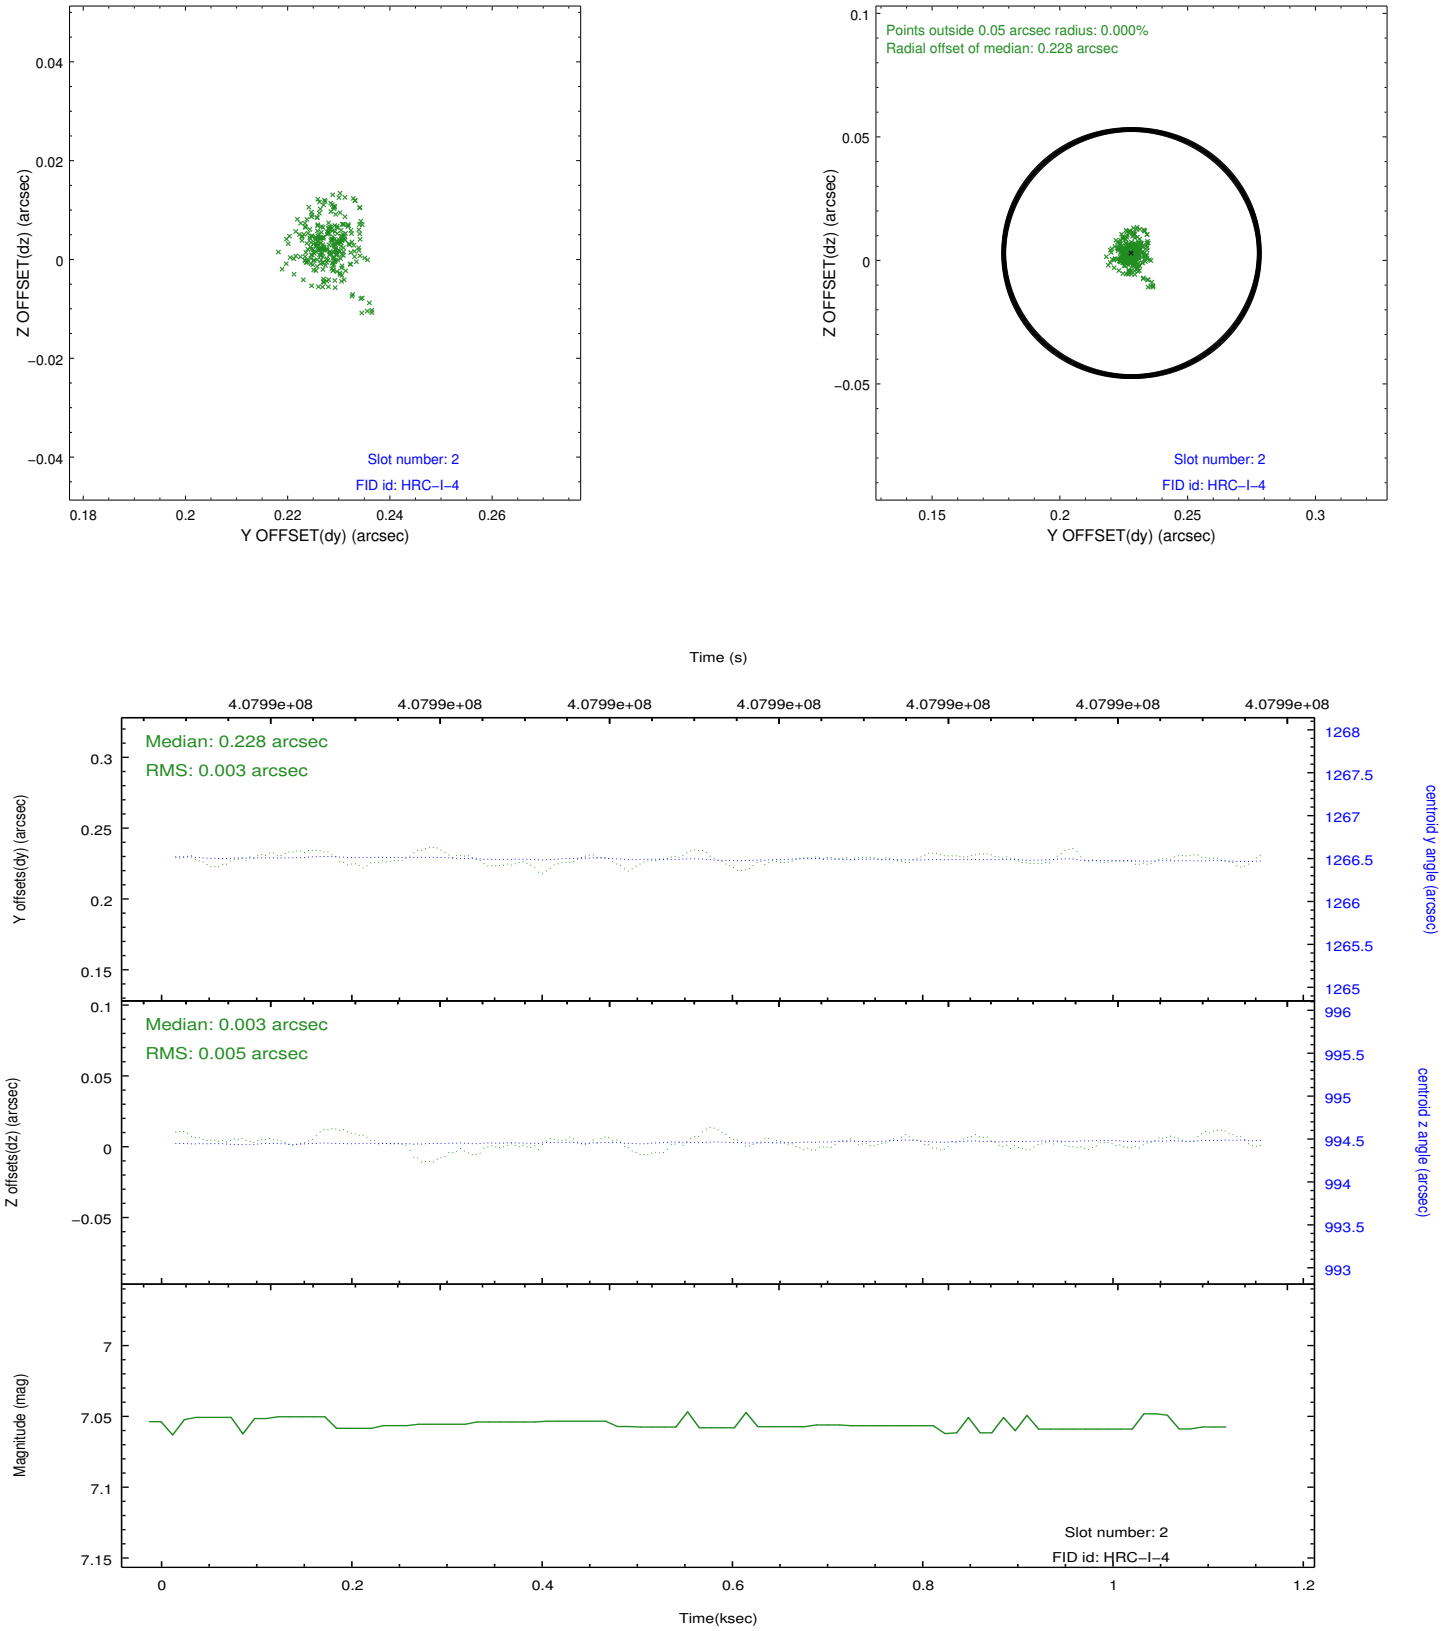 0.04
0.02
0
−0.02
−0.04
Z OFFSET(dz) (arcsec)
Slot number: 2
FID id: HRC−I−4
0.18
0.2
0.22
0.24
0.26
Y OFFSET(dy) (arcsec)
Points outside 0.05 arcsec radius: 0.000%
Radial offset of median: 0.228 arcsec
0.1
0.05
0
−0.05
Z OFFSET(dz) (arcsec)
Slot number: 2
FID id: HRC−I−4
0.15
0.2
0.25
0.3
Y OFFSET(dy) (arcsec)
Time (s)
4.0799e+08
4.0799e+08
4.0799e+08
4.0799e+08
4.0799e+08
4.0799e+08
4.0799e+08
Median: 0.228 arcsec
RMS: 0.003 arcsec
0.3
0.25
0.2
0.15
Y offsets(dy) (arcsec)
1268
1267.5
1267
1266.5
1266
1265.5
1265
centroid y angle (arcsec)
Median: 0.003 arcsec
RMS: 0.005 arcsec
0.1
0.05
0
−0.05
Z offsets(dz) (arcsec)
996
995.5
995
994.5
994
993.5
993
centroid z angle (arcsec)
7
7.05
7.1
7.15
Magnitude (mag)
Slot number: 2
FID id: HRC−I−4
0
0.2
0.4
0.6
0.8
1
1.2
Time(ksec)